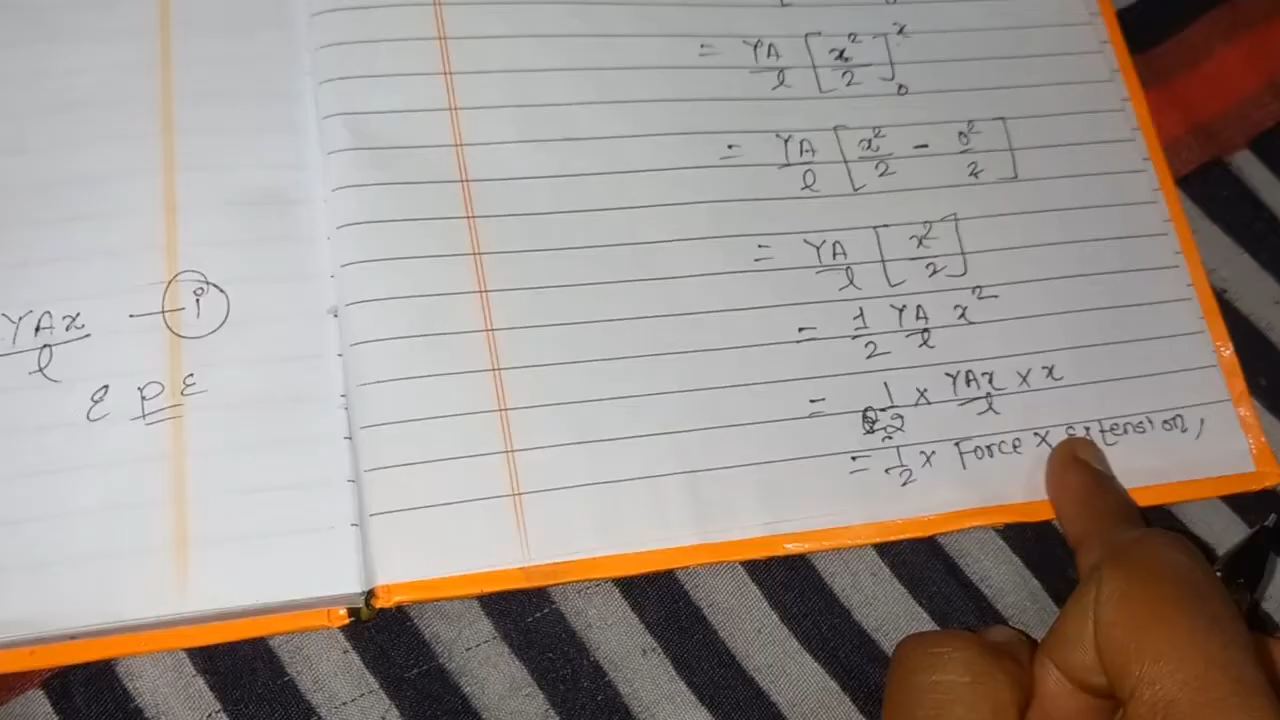 YAx/l — i
E P E
= YA/l [x²/2]₀ˣ
= YA/l [x²/2 - 0²/2]
= YA/l [x²/2]
= 1/2 YA/l x²
= 1/2 × YAx/l × x
= 1/2 × Force × extension,